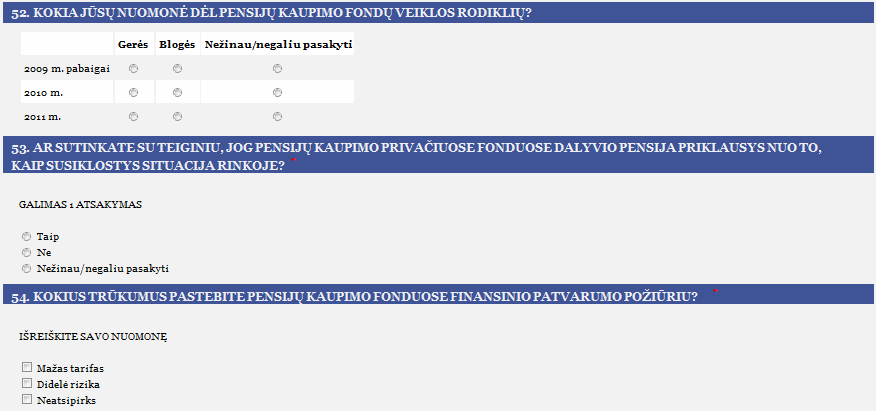 52. KOKIA JŪSŲ NUOMONĖ DĖL PENSIJŲ KAUPIMO FONDŲ VEIKLOS RODIKLIŲ?
Gerės Blogės Nežinau/negaliu pasakyti
2009 m. pabaigai
2010 m.
2011 m.
53. AR SUTINKATE SU TEIGINIU, JOG PENSIJŲ KAUPIMO PRIVAČIUOSE FONDUOSE DALYVIO PENSIJA PRIKLAUSYS NUO TO,
KAIP SUSIKLOSTYS SITUACIJA RINKOJE? *
GALIMAS 1 ATSAKYMAS
Taip
Ne
Nežinau/negaliu pasakyti
54. KOKIUS TRŪKUMUS PASTEBITE PENSIJŲ KAUPIMO FONDUOSE FINANSINIO PATVARUMO POŽIŪRIU? *
IŠREIŠKITE SAVO NUOMONĘ
Mažas tarifas
Didelė rizika
Neatsipirks